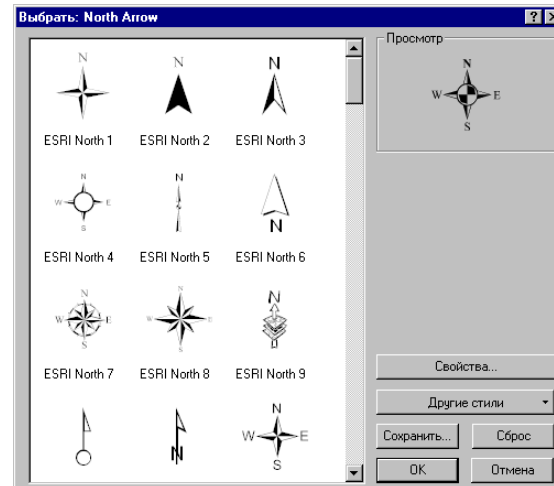 Выбрать: North Arrow
Просмотр
N
W E
S
N N N
ESRI North 1 ESRI North 2 ESRI North 3
N
W E
S
N
N
ESRI North 4 ESRI North 5 ESRI North 6
N
W E
S
W E
N
ESRI North 7 ESRI North 8 ESRI North 9
N
N
W E
S
Свойства...
Другие стили
Сохранить... Сброс
OK Отмена